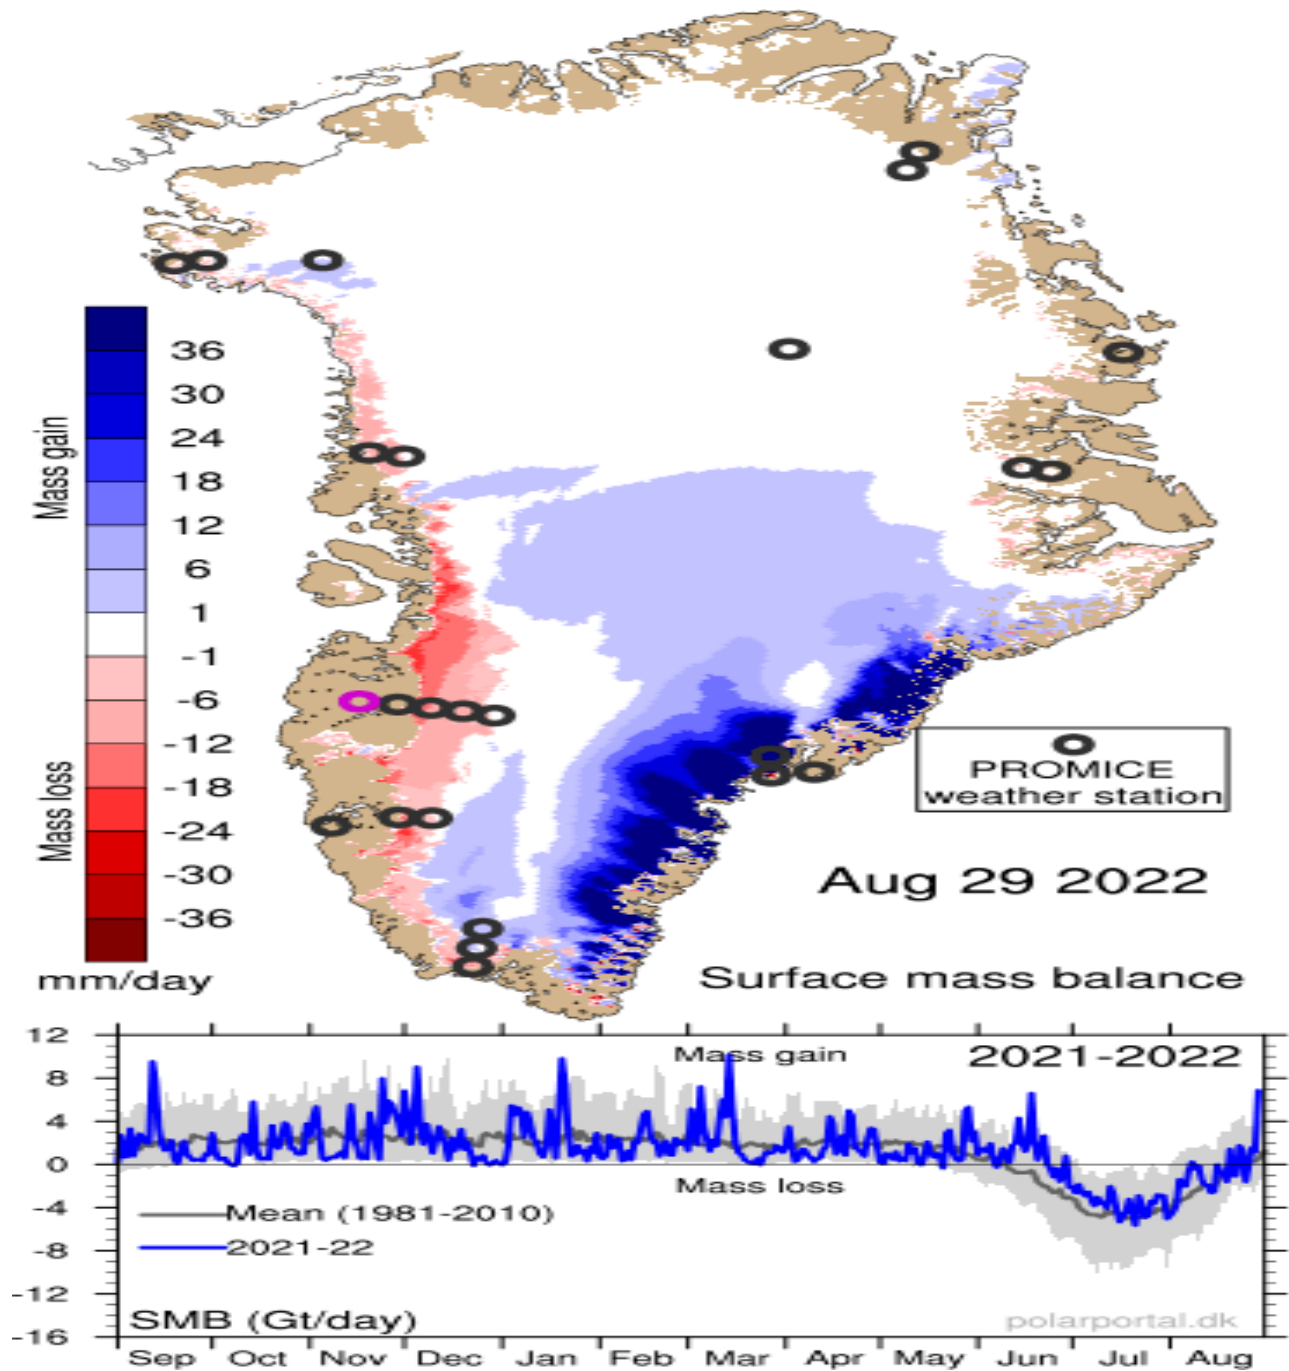 Mass gain
Mass loss
36
30
24
18
12
6
1
-1
-6
-12
-18
-24
-30
-36
mm/day
PROMICE
weather station
Aug 29 2022
Surface mass balance
12
8
4
0
-4
-8
-12
-16
Mass gain
2021-2022
Mass loss
Mean (1981-2010)
2021-22
SMB (Gt/day)
polarportal.dk
Sep Oct Nov Dec Jan Feb Mar Apr May Jun Jul Aug